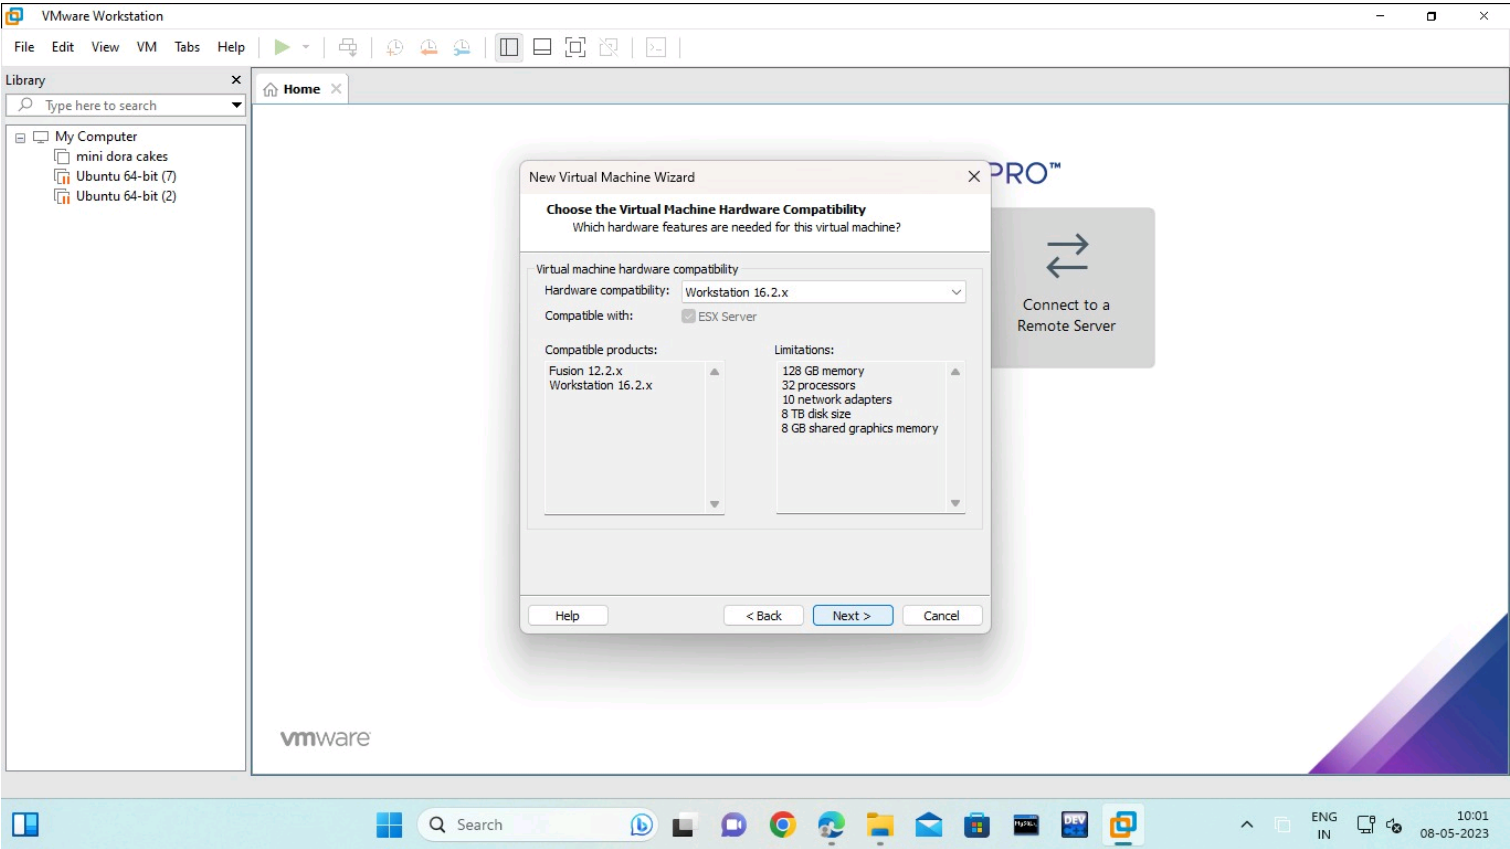 VMware Workstation
File Edit View VM Tabs Help
Library
Home
Type here to search
My Computer
mini dora cakes
Ubuntu 64-bit (7)
Ubuntu 64-bit (2)
PRO™
New Virtual Machine Wizard
Choose the Virtual Machine Hardware Compatibility
Which hardware features are needed for this virtual machine?
Virtual machine hardware compatibility
Hardware compatibility: Workstation 16.2.x
Compatible with: ESX Server
Compatible products:
Fusion 12.2.x
Workstation 16.2.x
Limitations:
128 GB memory
32 processors
10 network adapters
8 TB disk size
8 GB shared graphics memory
Help < Back Next > Cancel
Connect to a
Remote Server
vmware
Search
MySQL
DEV
ENG
IN
10:01
08-05-2023